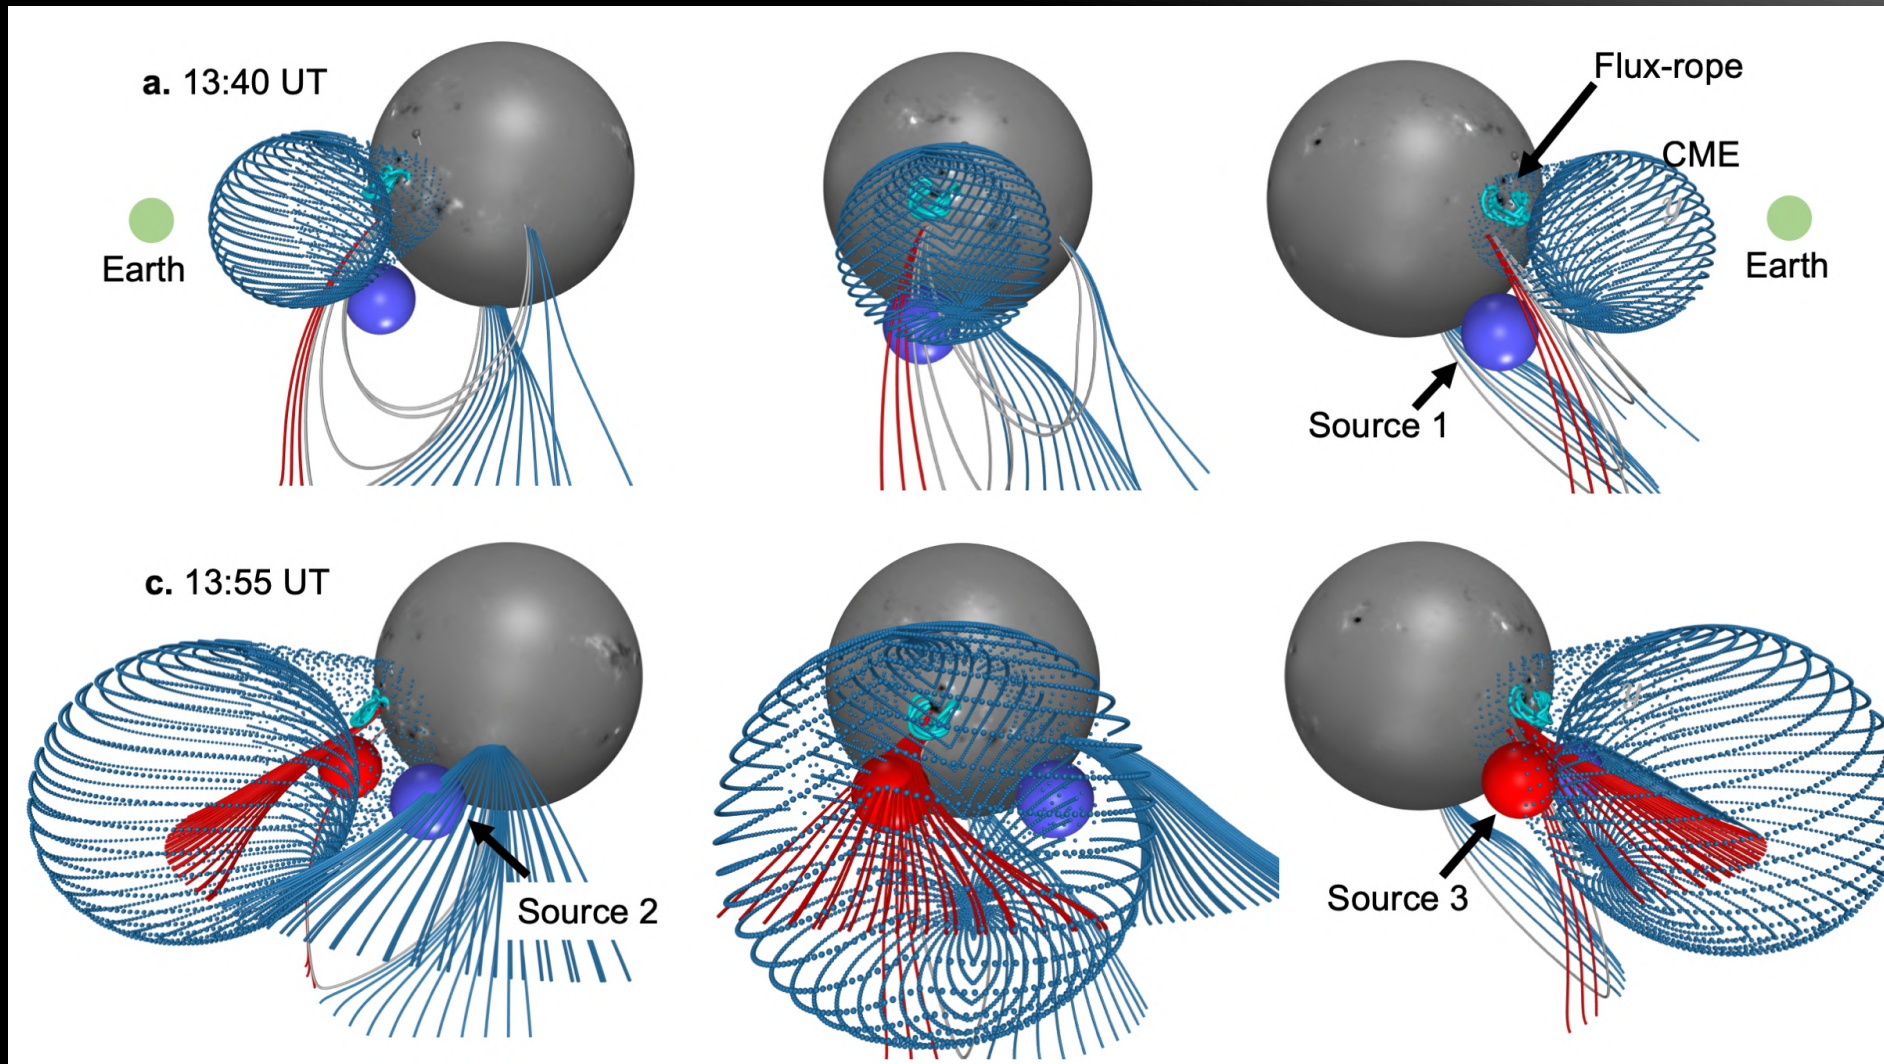 a. 13:40 UT
Flux-rope
CME
y
Earth
Earth
Source 1
c. 13:55 UT
y
Source 2
Source 3